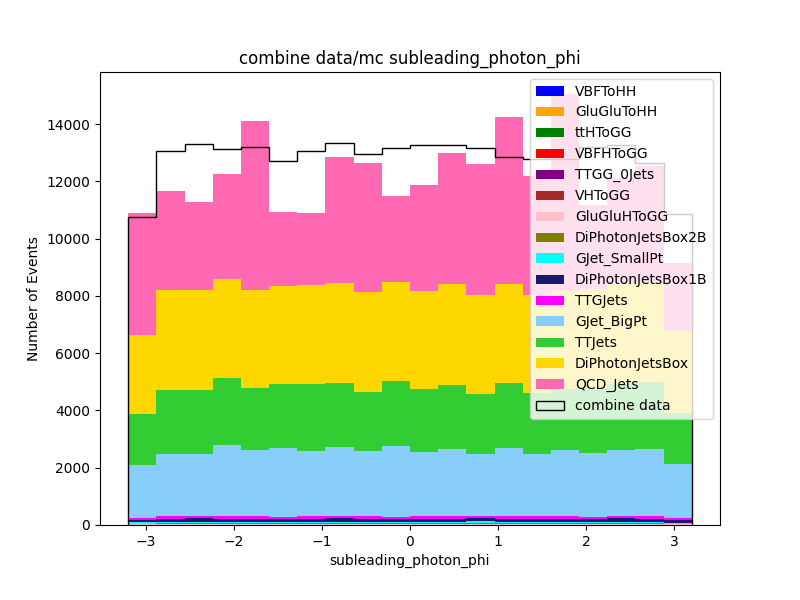 combine data/mc subleading_photon_phi
Number of Events
14000
12000
10000
8000
6000
4000
2000
0
−3
−2
−1
0
1
2
3
subleading_photon_phi
VBFToHH
GluGluToHH
ttHToGG
VBFHToGG
TTGG_0Jets
VHToGG
GluGluHToGG
DiPhotonJetsBox2B
GJet_SmallPt
DiPhotonJetsBox1B
TTGJets
GJet_BigPt
TTJets
DiPhotonJetsBox
QCD_Jets
combine data